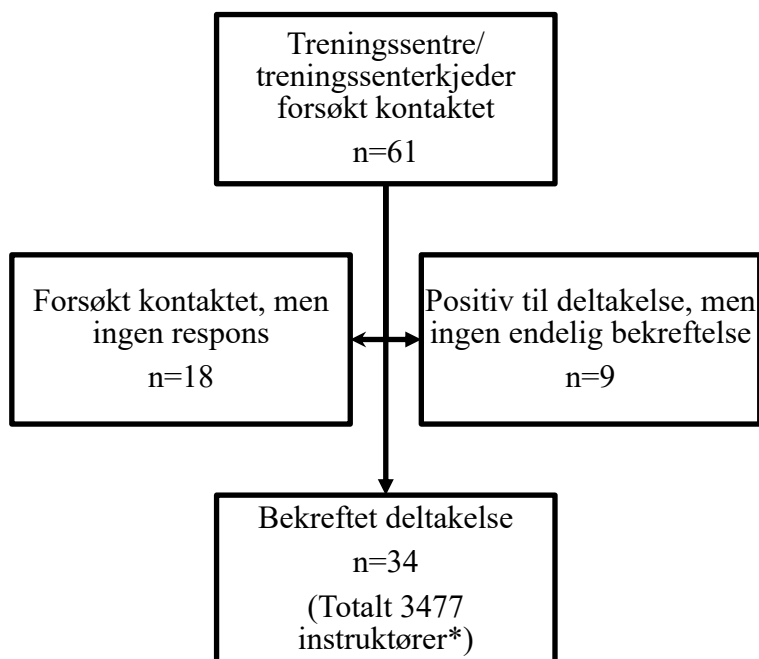 Treningssentre/
treningssenterkjeder
forsøkt kontaktet
n=61
Forsøkt kontaktet, men
ingen respons
n=18
Positiv til deltakelse, men
ingen endelig bekreftelse
n=9
Bekreftet deltakelse
n=34
(Totalt 3477
instruktører*)